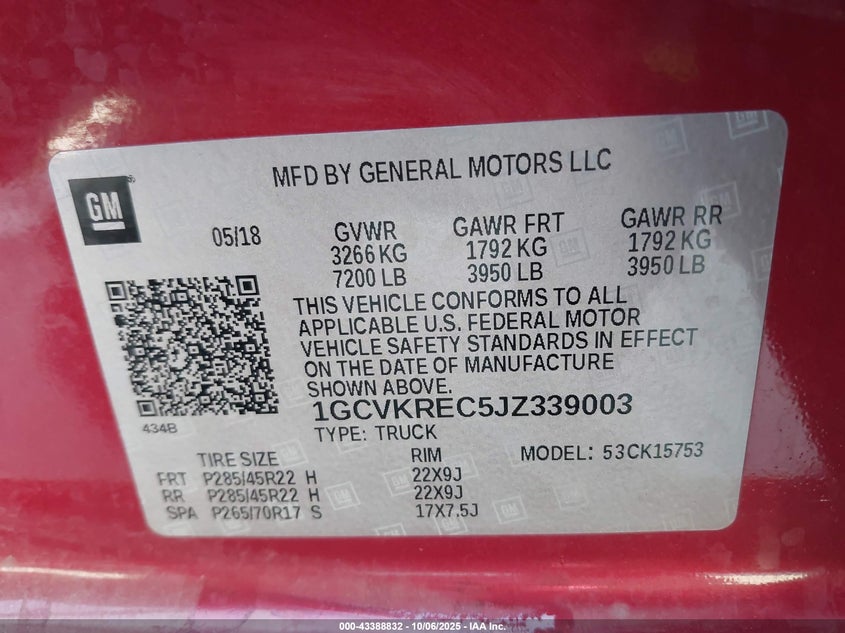 MFD BY GENERAL MOTORS LLC
GM
05/18
GVWR
3266 KG
7200 LB
GAWR FRT
1792 KG
3950 LB
GAWR RR
1792 KG
3950 LB
THIS VEHICLE CONFORMS TO ALL
APPLICABLE U.S. FEDERAL MOTOR
VEHICLE SAFETY STANDARDS IN EFFECT
ON THE DATE OF MANUFACTURE
SHOWN ABOVE.
434B
1GCVKREC5JZ339003
TYPE: TRUCK
MODEL: 53CK15753
TIRE SIZE RIM
FRT P285/45R22 H 22X9J
RR P285/45R22 H 22X9J
SPA P265/70R17 S 17X7.5J
000-43388832 - 10/06/2025 - IAA Inc.